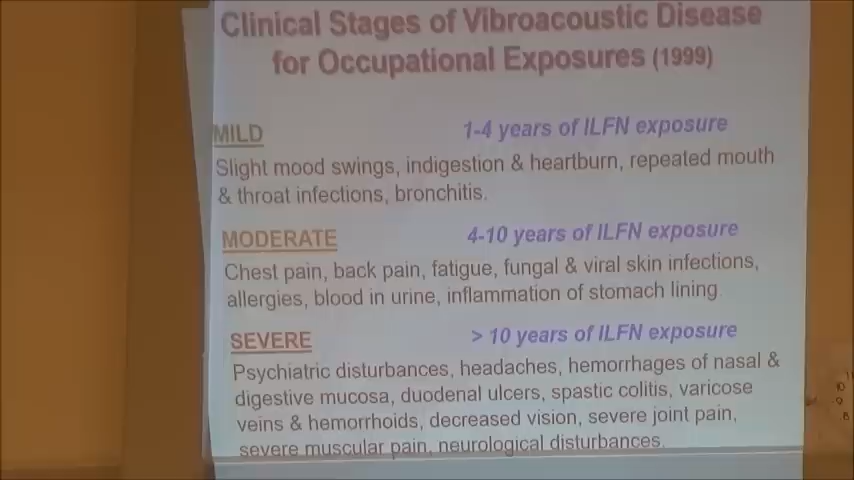 Clinical Stages of Vibroacoustic Disease
for Occupational Exposures (1999)
MILD 1-4 years of ILFN exposure
Slight mood swings, indigestion & heartburn, repeated mouth
& throat infections, bronchitis.
MODERATE 4-10 years of ILFN exposure
Chest pain, back pain, fatigue, fungal & viral skin infections,
allergies, blood in urine, inflammation of stomach lining.
SEVERE > 10 years of ILFN exposure
Psychiatric disturbances, headaches, hemorrhages of nasal &
digestive mucosa, duodenal ulcers, spastic colitis, varicose
veins & hemorrhoids, decreased vision, severe joint pain,
severe muscular pain, neurological disturbances.
10
9
8